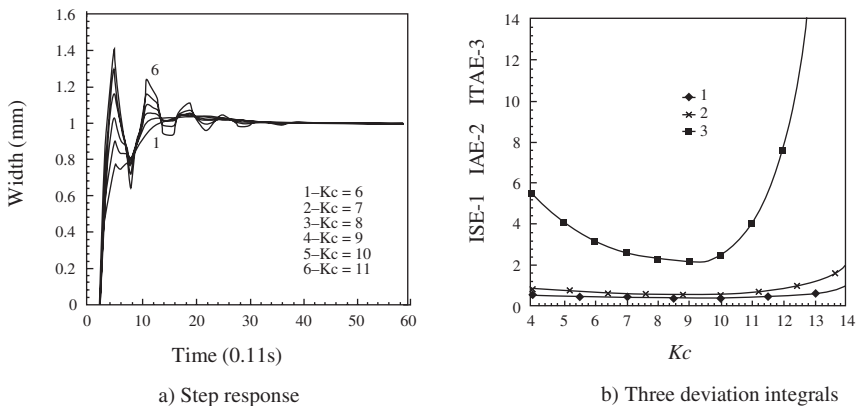 1.6
1.4
1.2
1.0
0.8
0.6
0.4
0.2
0
Width (mm)
6
1
1–Kc = 6
2–Kc = 7
3–Kc = 8
4–Kc = 9
5–Kc = 10
6–Kc = 11
0 10 20 30 40 50 60
Time (0.11s)
a) Step response
14
12
10
8
6
4
2
0
ISE-1 IAE-2 ITAE-3
1
2
3
4 5 6 7 8 9 10 11 12 13 14
Kc
b) Three deviation integrals